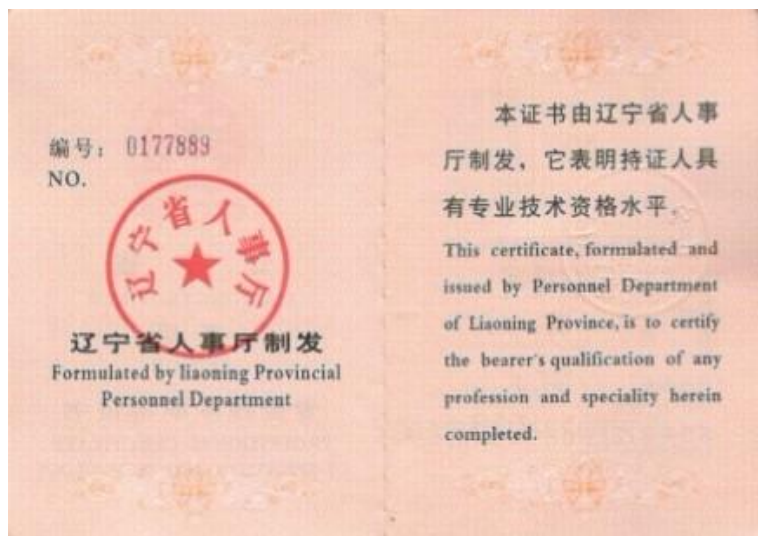 编号: 0177889
NO.
辽宁省人事厅
辽宁省人事厅制发
Formulated by liaoning Provincial
Personnel Department
本证书由辽宁省人事
厅制发,它表明持证人具
有专业技术资格水平。
This certificate, formulated and
issued by Personnel Department
of Liaoning Province, is to certify
the bearer's qualification of any
profession and speciality herein
completed.